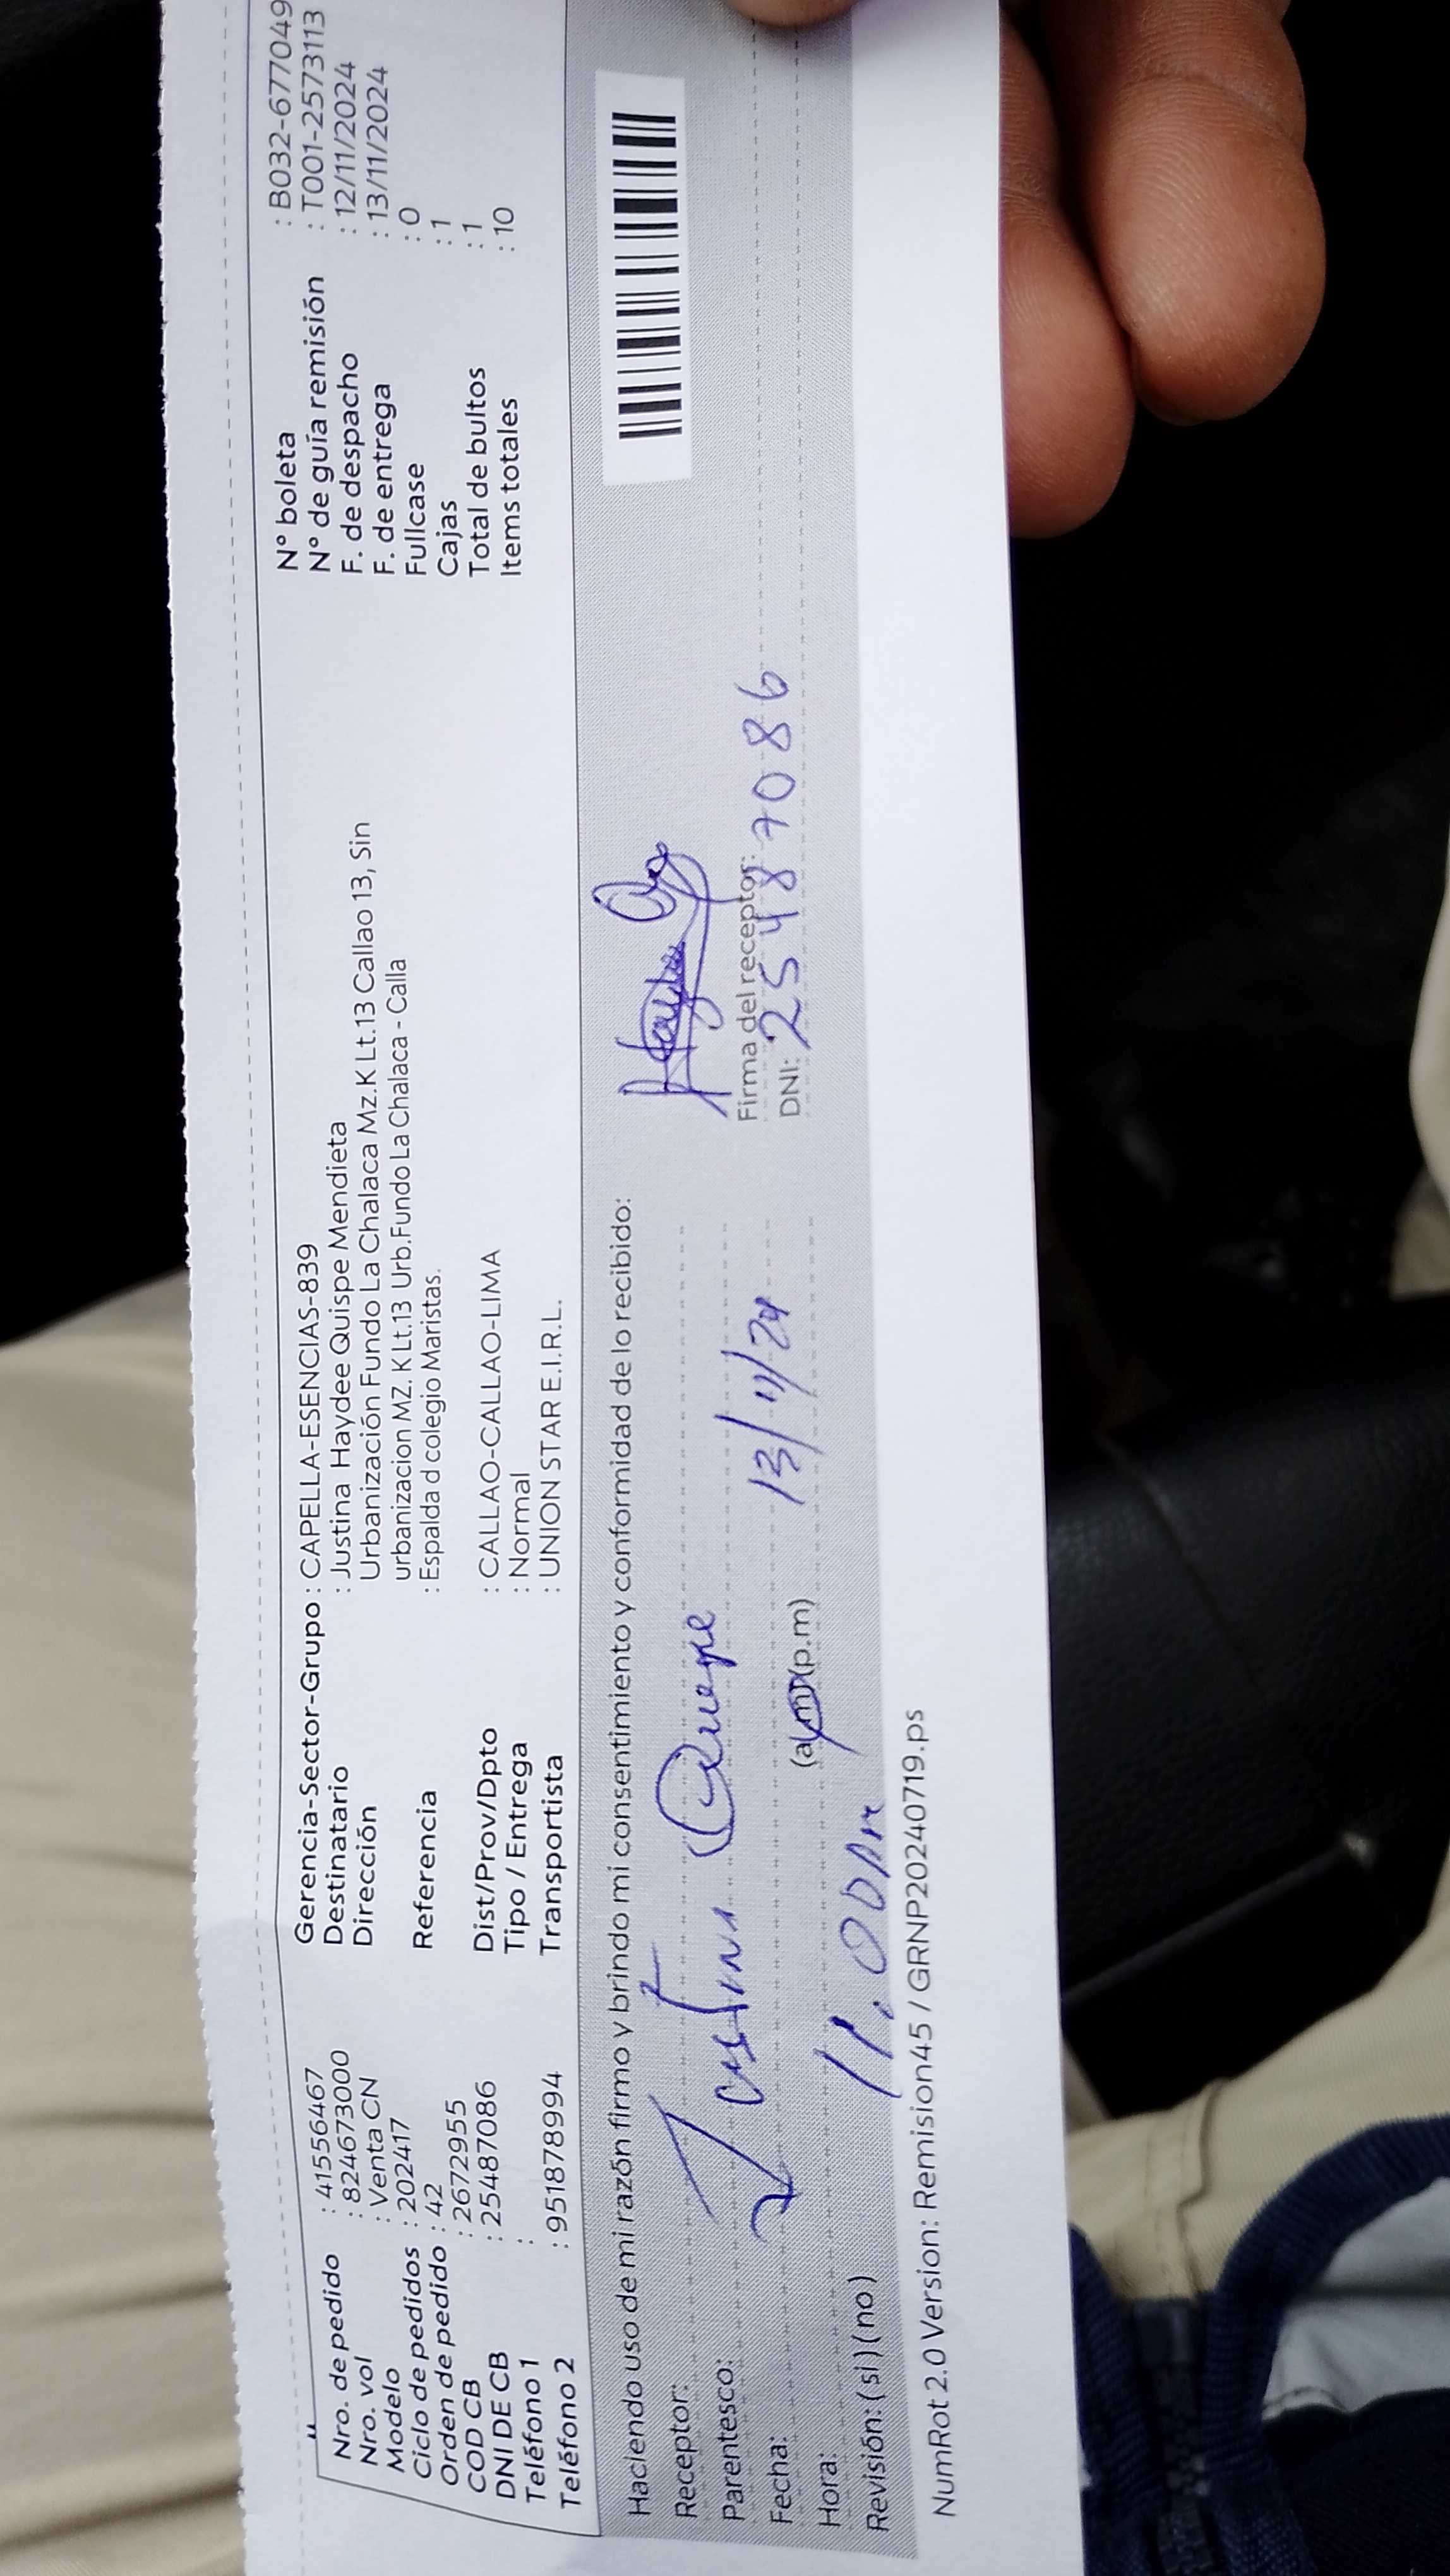 Nro. de pedido : 41556467
Nro. vol : 824673000
Modelo : Venta CN
Ciclo de pedidos : 202417
Orden de pedido : 42
COD CB : 2672955
DNI DE CB : 25487086
Teléfono 1 :
Teléfono 2 : 951878994
Gerencia-Sector-Grupo : CAPELLA-ESENCIAS-839
Destinatario : Justina Haydee Quispe Mendieta
Dirección Urbanización Fundo La Chalaca Mz.K Lt.13 Callao 13, Sin
urbanizacion MZ. K Lt.13 Urb.Fundo La Chalaca - Calla
Referencia : Espalda d colegio Maristas.
Dist/Prov/Dpto : CALLAO-CALLAO-LIMA
Tipo / Entrega : Normal
Transportista : UNION STAR E.I.R.L.
N° boleta : B032-677049
N° de guía remisión : T001-2573113
F. de despacho : 12/11/2024
F. de entrega : 13/11/2024
Fullcase : 0
Cajas : 1
Total de bultos : 1
Items totales : 10
Haciendo uso de mi razón firmo y brindo mi consentimiento y conformidad de lo recibido:
Receptor:
Parentesco:
Fecha: 13/11/24
Hora: 11.00 Am (a.m)(p.m)
Revisión: (si) (no)
Firma del receptor:
DNI: 25487086
NumRot 2.0 Version: Remision45 / GRNP20240719.ps